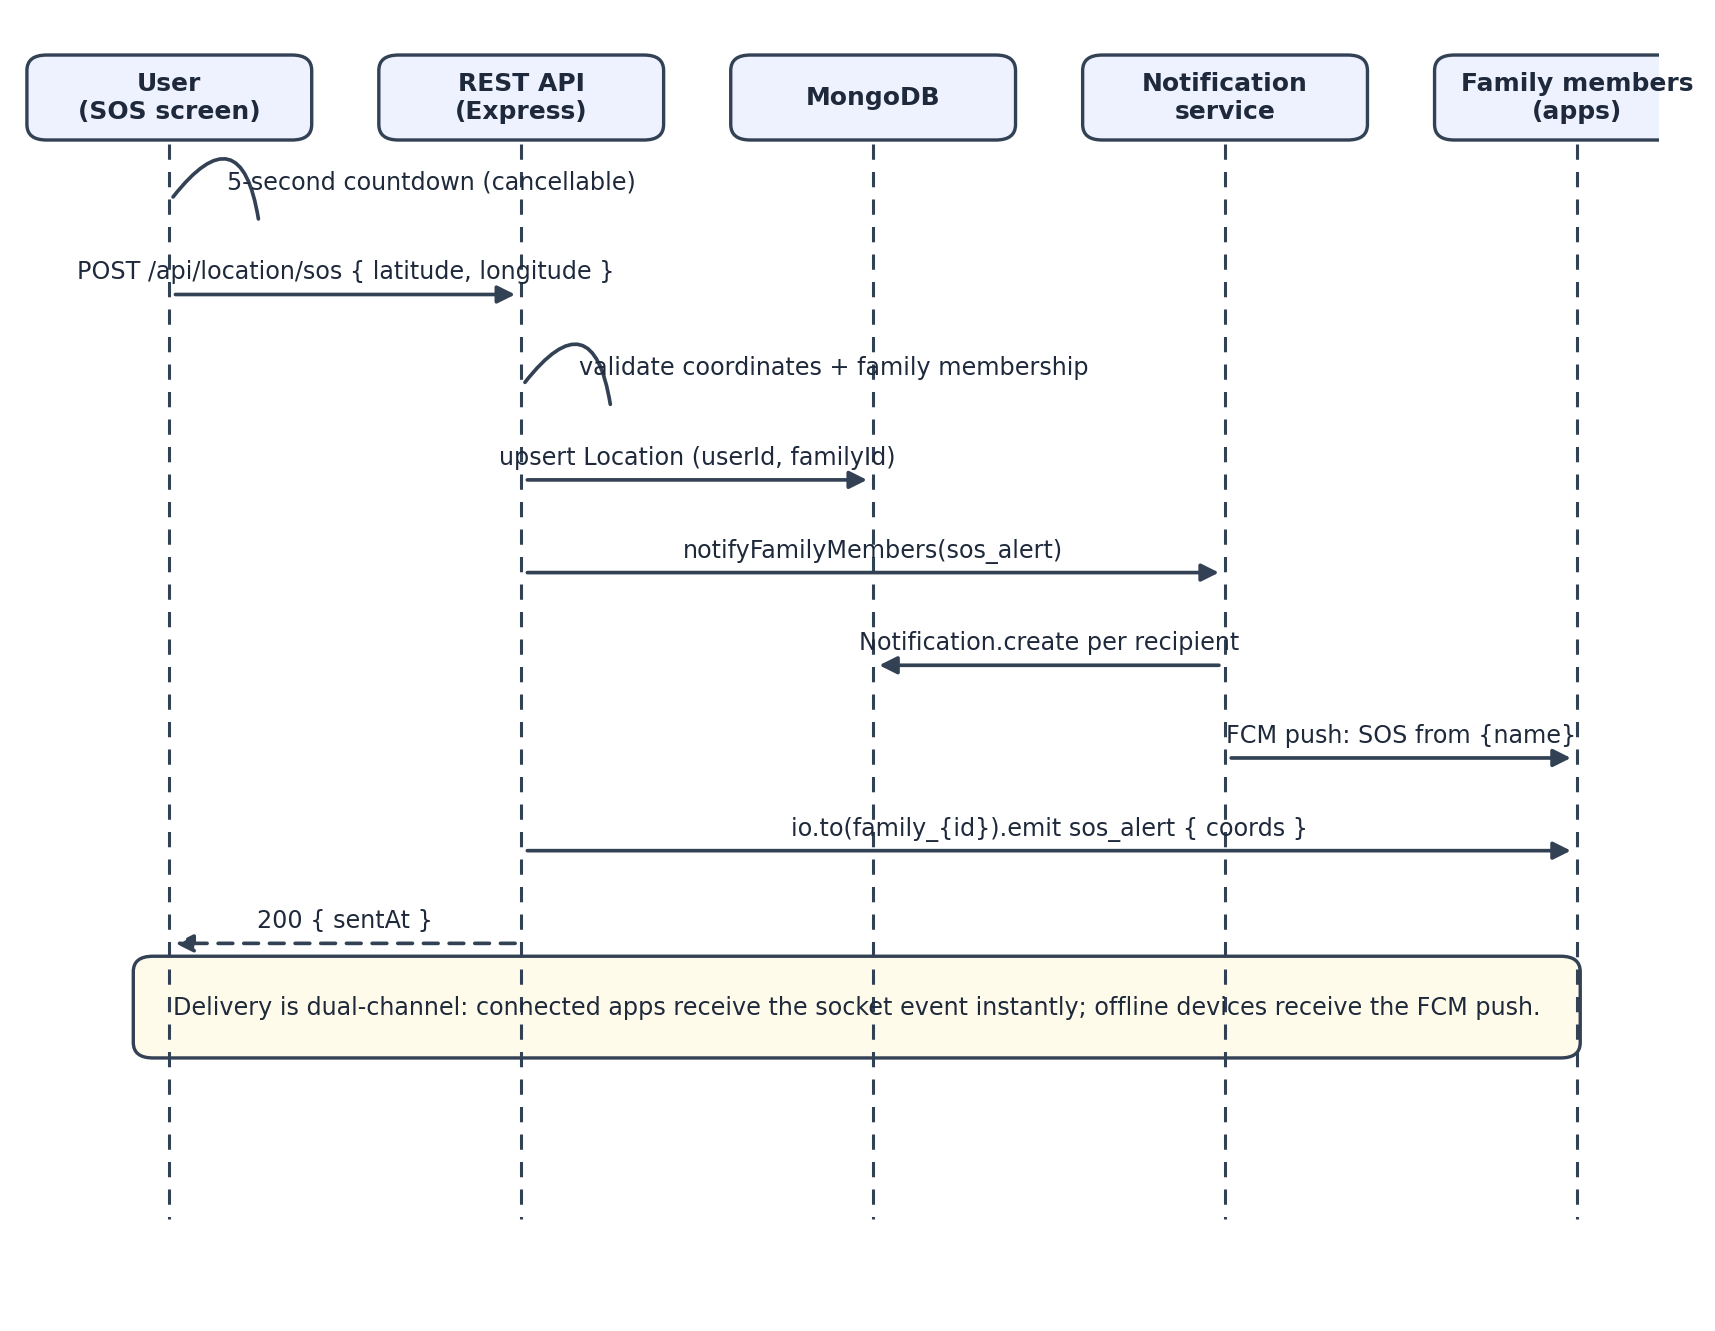 User
(SOS screen)
REST API
(Express)
MongoDB
Notification
service
Family members
(apps)
5-second countdown (cancellable)
POST /api/location/sos { latitude, longitude }
validate coordinates + family membership
upsert Location (userId, familyId)
notifyFamilyMembers(sos_alert)
Notification.create per recipient
FCM push: SOS from {name}
io.to(family_{id}).emit sos_alert { coords }
200 { sentAt }
Delivery is dual-channel: connected apps receive the socket event instantly; offline devices receive the FCM push.